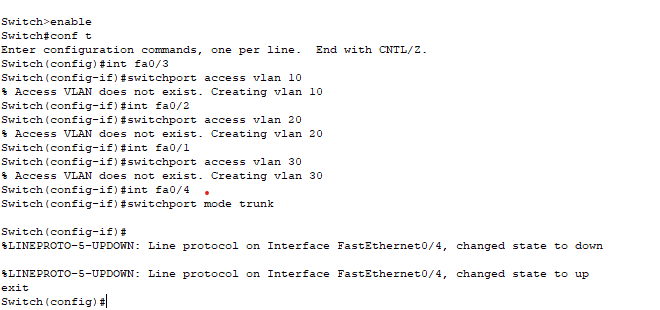 Switch>enable
Switch#conf t
Enter configuration commands, one per line.  End with CNTL/Z.
Switch(config)#int fa0/3
Switch(config-if)#switchport access vlan 10
% Access VLAN does not exist. Creating vlan 10
Switch(config-if)#int fa0/2
Switch(config-if)#switchport access vlan 20
% Access VLAN does not exist. Creating vlan 20
Switch(config-if)#int fa0/1
Switch(config-if)#switchport access vlan 30
% Access VLAN does not exist. Creating vlan 30
Switch(config-if)#int fa0/4
Switch(config-if)#switchport mode trunk
Switch(config-if)#
%LINEPROTO-5-UPDOWN: Line protocol on Interface FastEthernet0/4, changed state to down
%LINEPROTO-5-UPDOWN: Line protocol on Interface FastEthernet0/4, changed state to up
exit
Switch(config)#